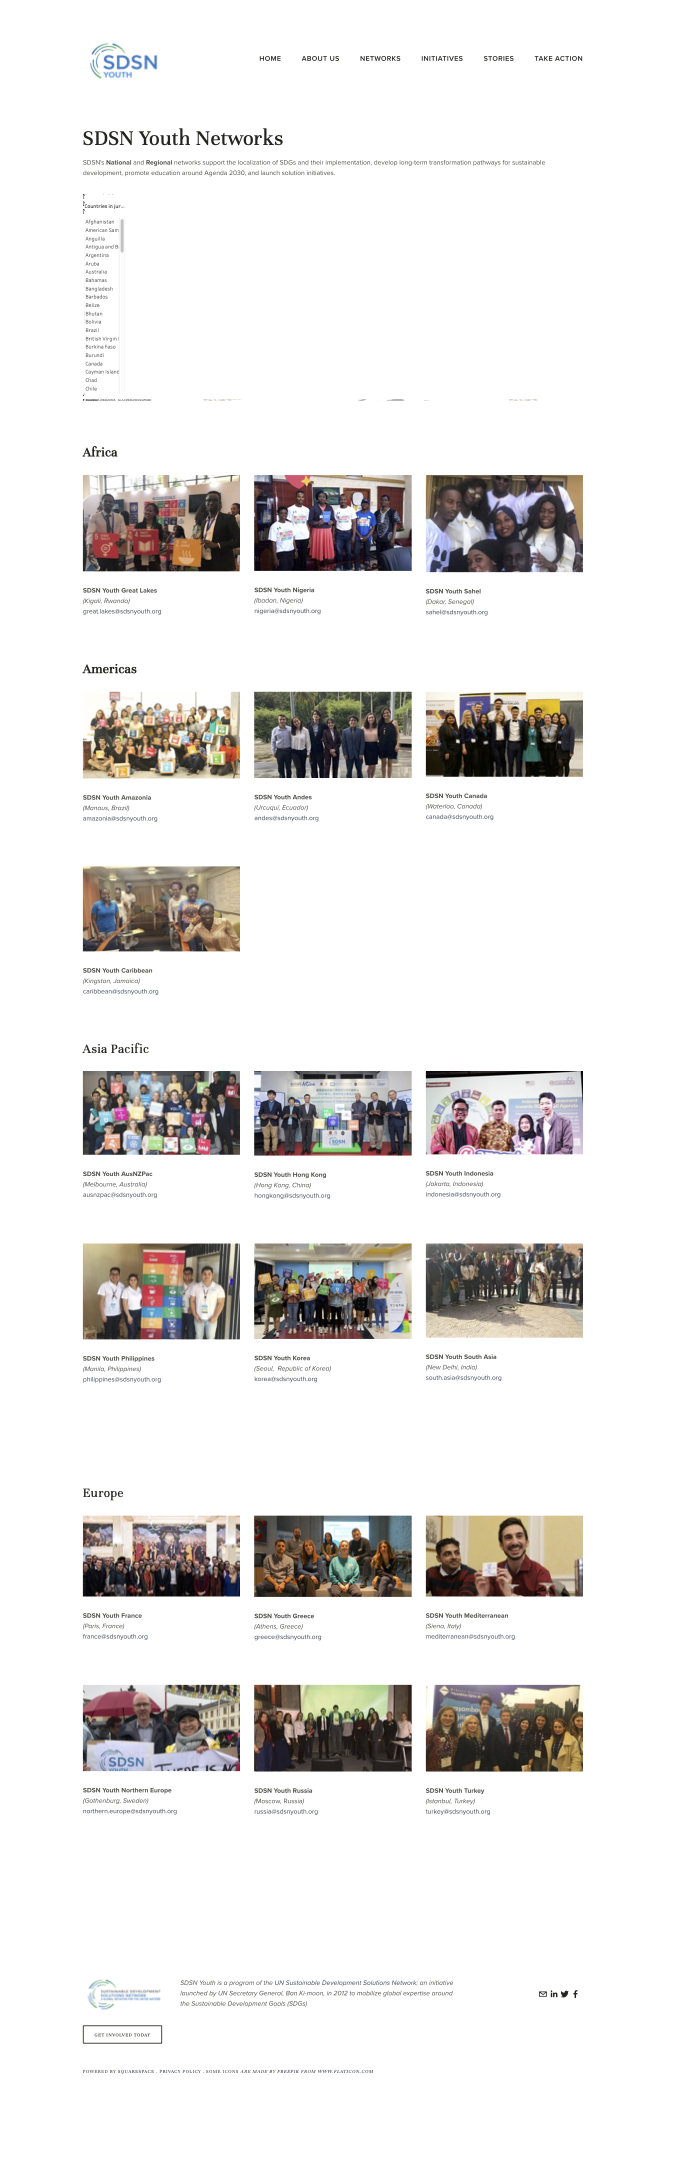 SDSN
YOUTH
HOME ABOUT US NETWORKS INITIATIVES STORIES TAKE ACTION
SDSN Youth Networks
SDSN's National and Regional networks support the localization of SDGs and their implementation, develop long-term transformation pathways for sustainable
development, promote education around Agenda 2030, and launch solution initiatives.
Countries in jur...
Afghanistan
American Sam
Anguilla
Antigua and B
Argentina
Aruba
Australia
Bahamas
Bangladesh
Barbados
Belize
Bhutan
Bolivia
Brazil
British Virgin I
Burkina Faso
Burundi
Canada
Cayman Island
Chad
Chile
Africa
SDSN Youth Great Lakes
(Kigali, Rwanda)
great.lakes@sdsnyouth.org
SDSN Youth Nigeria
(Ibadan, Nigeria)
nigeria@sdsnyouth.org
SDSN Youth Sahel
(Dakar, Senegal)
sahel@sdsnyouth.org
Americas
SDSN Youth Amazonia
(Manaus, Brazil)
amazonia@sdsnyouth.org
SDSN Youth Andes
(Urcuquí, Ecuador)
andes@sdsnyouth.org
SDSN Youth Canada
(Waterloo, Canada)
canada@sdsnyouth.org
SDSN Youth Caribbean
(Kingston, Jamaica)
caribbean@sdsnyouth.org
Asia Pacific
SDSN Youth AusNZPac
(Melbourne, Australia)
ausnzpac@sdsnyouth.org
SDSN Youth Hong Kong
(Hong Kong, China)
hongkong@sdsnyouth.org
SDSN Youth Indonesia
(Jakarta, Indonesia)
indonesia@sdsnyouth.org
SDSN Youth Philippines
(Manila, Philippines)
philippines@sdsnyouth.org
SDSN Youth Korea
(Seoul, Republic of Korea)
korea@sdsnyouth.org
SDSN Youth South Asia
(New Delhi, India)
south.asia@sdsnyouth.org
Europe
SDSN Youth France
(Paris, France)
france@sdsnyouth.org
SDSN Youth Greece
(Athens, Greece)
greece@sdsnyouth.org
SDSN Youth Mediterranean
(Siena, Italy)
mediterranean@sdsnyouth.org
SDSN
YOUTH
SDSN Youth Northern Europe
(Gothenburg, Sweden)
northern.europe@sdsnyouth.org
SDSN Youth Russia
(Moscow, Russia)
russia@sdsnyouth.org
SDSN Youth Turkey
(Istanbul, Turkey)
turkey@sdsnyouth.org
SUSTAINABLE DEVELOPMENT
SOLUTIONS NETWORK
SDSN Youth is a program of the UN Sustainable Development Solutions Network; an initiative
launched by UN Secretary General, Ban Ki-moon, in 2012 to mobilize global expertise around
the Sustainable Development Goals (SDGs)
GET INVOLVED TODAY
POWERED BY SQUARESPACE . PRIVACY POLICY . SOME ICONS ARE MADE BY FREEPIK FROM WWW.FLATICON.COM